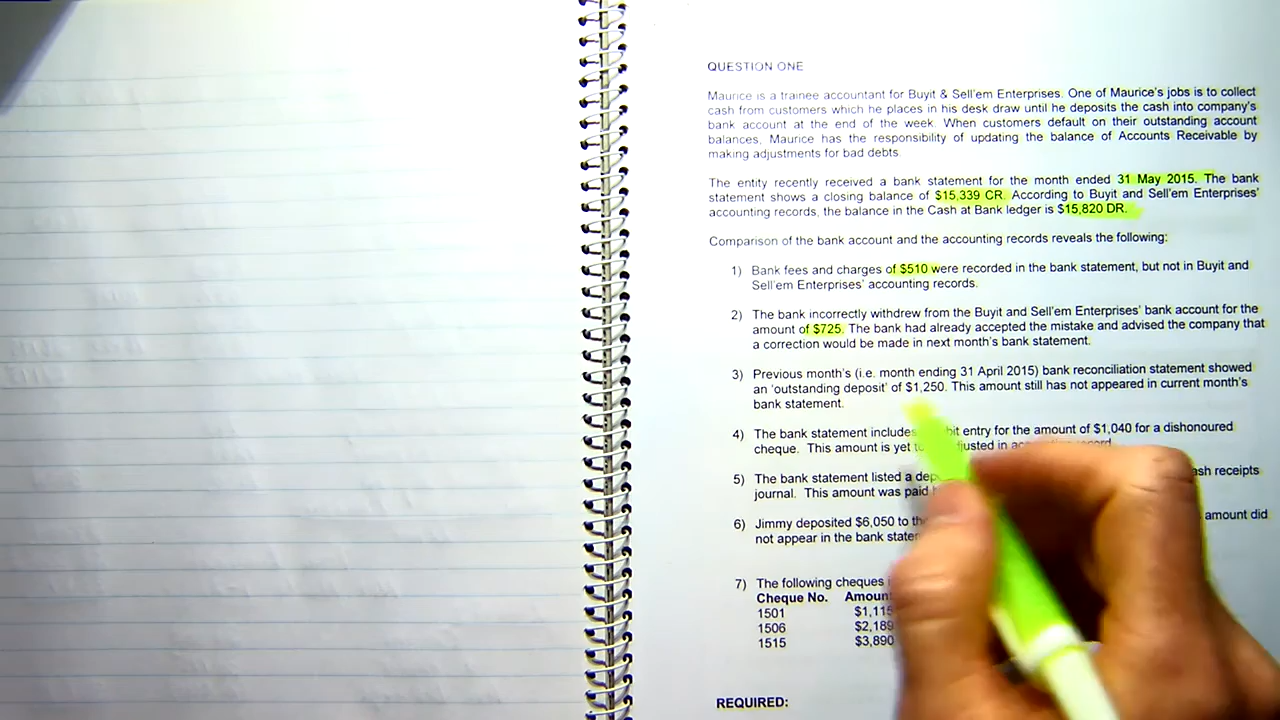 QUESTION ONE
Maurice is a trainee accountant for Buyit & Sell'em Enterprises. One of Maurice's jobs is to collect
cash from customers which he places in his desk draw until he deposits the cash into company's
bank account at the end of the week. When customers default on their outstanding account
balances, Maurice has the responsibility of updating the balance of Accounts Receivable by
making adjustments for bad debts
The entity recently received a bank statement for the month ended 31 May 2015. The bank
statement shows a closing balance of $15,339 CR. According to Buyit and Sell'em Enterprises'
accounting records, the balance in the Cash at Bank ledger is $15,820 DR.
Comparison of the bank account and the accounting records reveals the following:
1) Bank fees and charges of $510 were recorded in the bank statement, but not in Buyit and
Sell'em Enterprises' accounting records.
2) The bank incorrectly withdrew from the Buyit and Sell'em Enterprises' bank account for the
amount of $725. The bank had already accepted the mistake and advised the company that
a correction would be made in next month's bank statement.
3) Previous month's (i.e. month ending 31 April 2015) bank reconciliation statement showed
an 'outstanding deposit' of $1,250. This amount still has not appeared in current month's
bank statement.
4) The bank statement includes entry for the amount of $1,040 for a dishonoured
cheque. This amount is yet
5) The bank statement listed a receipts
journal. This amount was paid
6) Jimmy deposited $6,050 to amount did
not appear in the bank
7) The following cheques
Cheque No. Amount
1501 $1,115
1506 $2,189
1515 $3,890
REQUIRED: